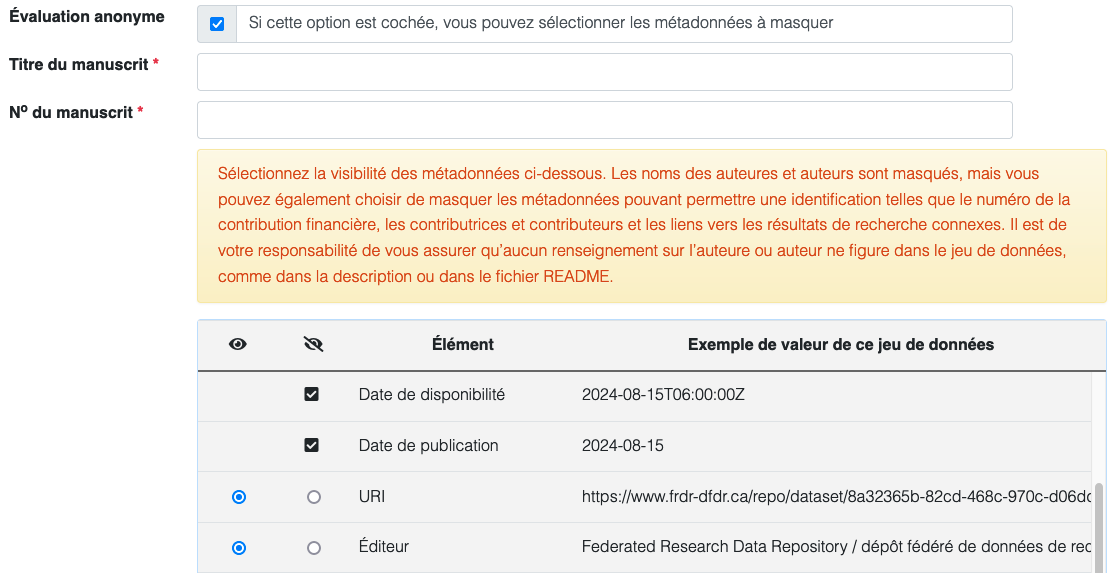 Évaluation anonyme
Si cette option est cochée, vous pouvez sélectionner les métadonnées à masquer
Titre du manuscrit *
Nº du manuscrit *
Sélectionnez la visibilité des métadonnées ci-dessous. Les noms des auteures et auteurs sont masqués, mais vous
pouvez également choisir de masquer les métadonnées pouvant permettre une identification telles que le numéro de la
contribution financière, les contributrices et contributeurs et les liens vers les résultats de recherche connexes. Il est de
votre responsabilité de vous assurer qu'aucun renseignement sur l'auteure ou auteur ne figure dans le jeu de données,
comme dans la description ou dans le fichier README.
Élément Exemple de valeur de ce jeu de données
Date de disponibilité 2024-08-15T06:00:00Z
Date de publication 2024-08-15
URI https://www.frdr-dfdr.ca/repo/dataset/8a32365b-82cd-468c-970c-d06dc
Éditeur Federated Research Data Repository / dépôt fédéré de données de rec